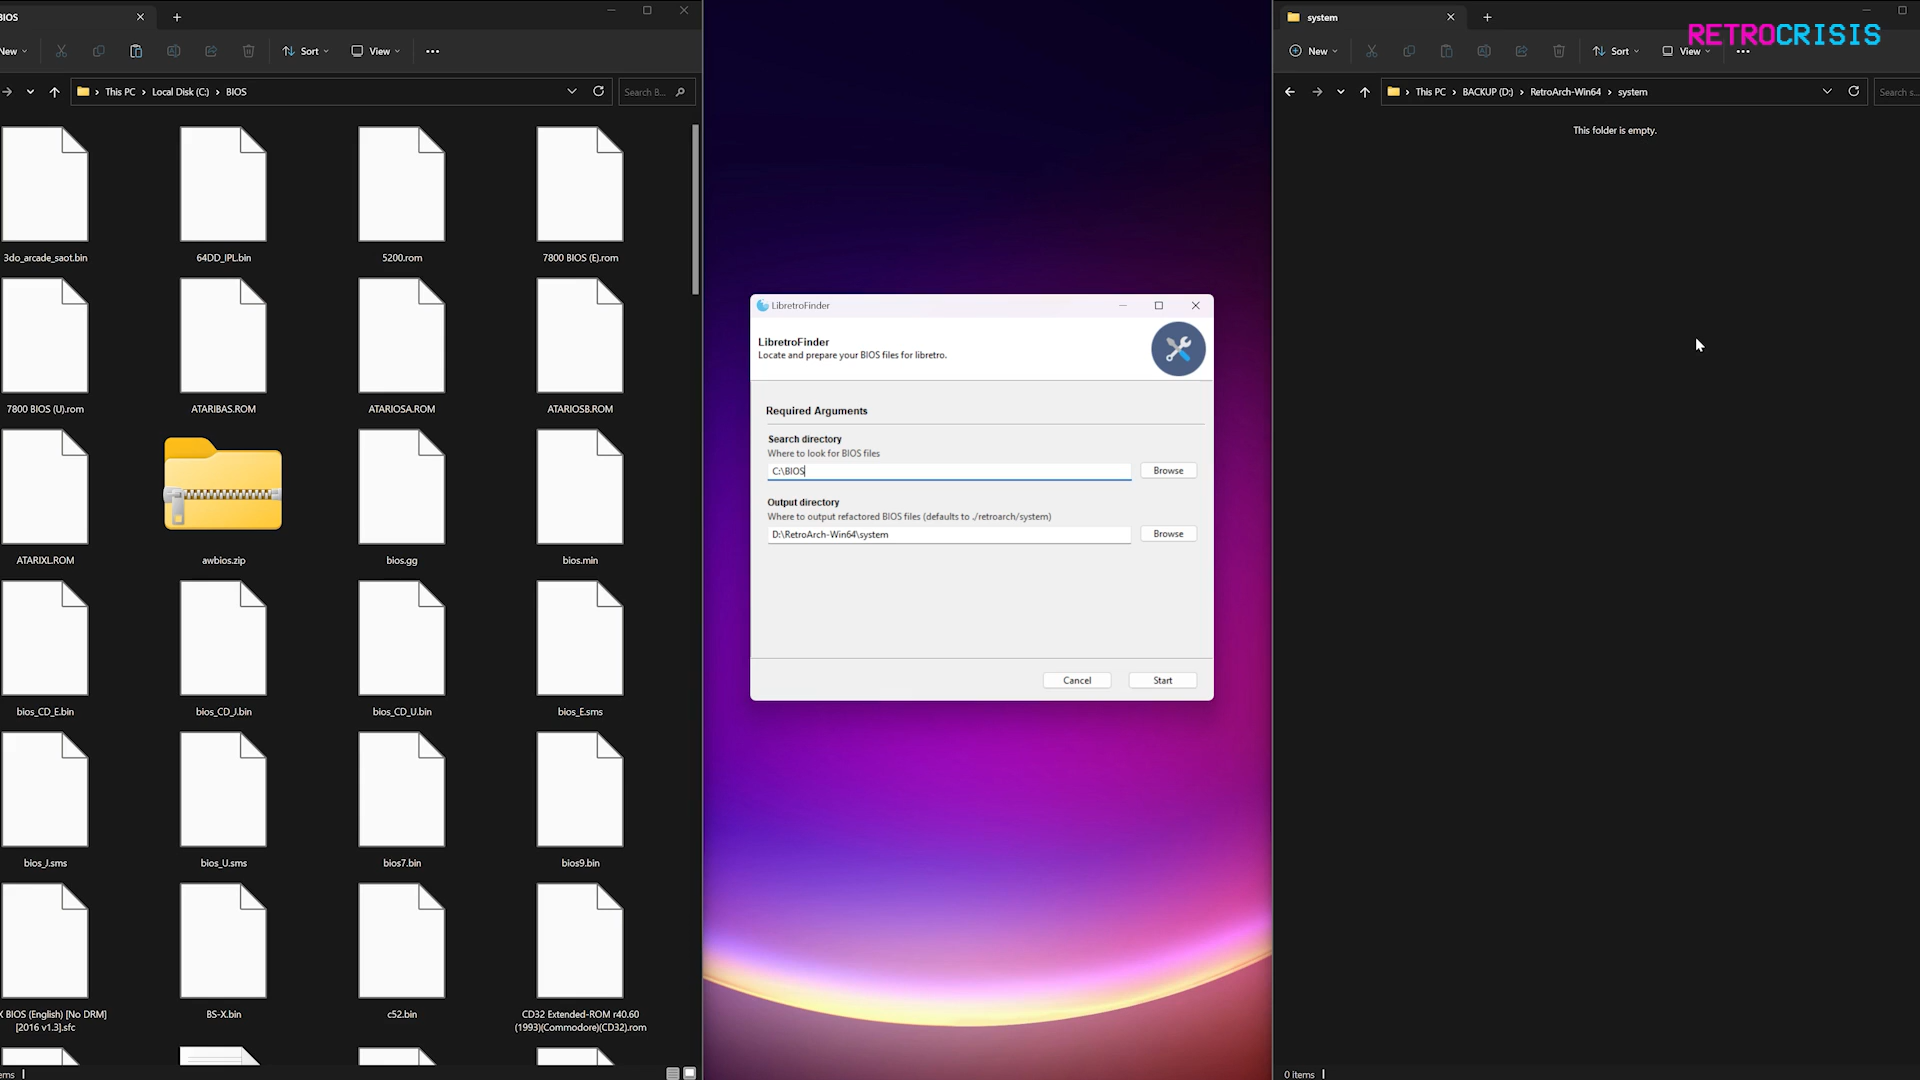 BIOS
New
Sort
View
This PC
Local Disk (C:)
BIOS
Search B...
3do_arcade_saot.bin
64DD_IPL.bin
5200.rom
7800 BIOS (E).rom
7800 BIOS (U).rom
ATARIBAS.ROM
ATARIOSA.ROM
ATARIOSB.ROM
ATARIXL.ROM
awbios.zip
bios.gg
bios.min
bios_CD_E.bin
bios_CD_J.bin
bios_CD_U.bin
bios_E.sms
bios_J.sms
bios_U.sms
bios7.bin
bios9.bin
X BIOS (English) [No DRM]
[2016 v1.3].sfc
BS-X.bin
c52.bin
CD32 Extended-ROM r40.60
(1993)(Commodore)(CD32).rom
ems
LibretroFinder
LibretroFinder
Locate and prepare your BIOS files for libretro.
Required Arguments
Search directory
Where to look for BIOS files
C:\BIOS
Browse
Output directory
Where to output refactored BIOS files (defaults to ./retroarch/system)
D:\RetroArch-Win64\system
Browse
Cancel
Start
system
RETROCRISIS
New
Sort
View
This PC
BACKUP (D:)
RetroArch-Win64
system
Search s...
This folder is empty.
0 items